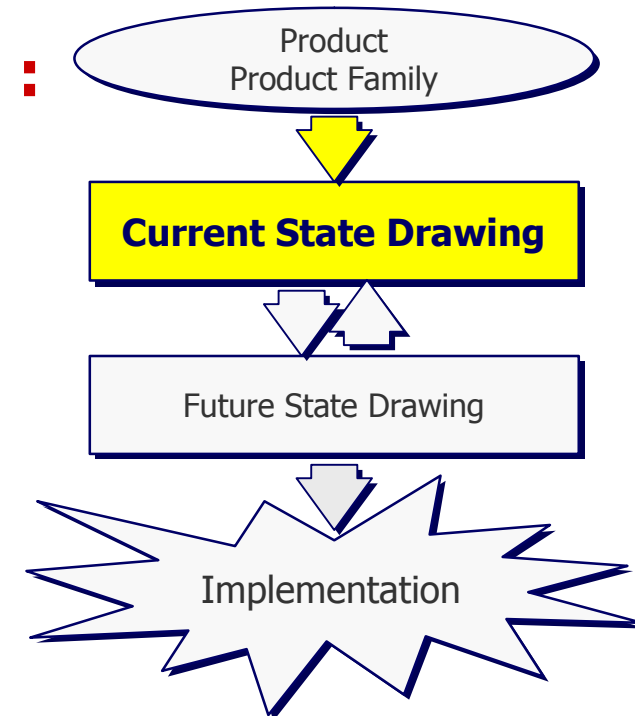 :
Product
Product Family
Current State Drawing
Future State Drawing
Implementation